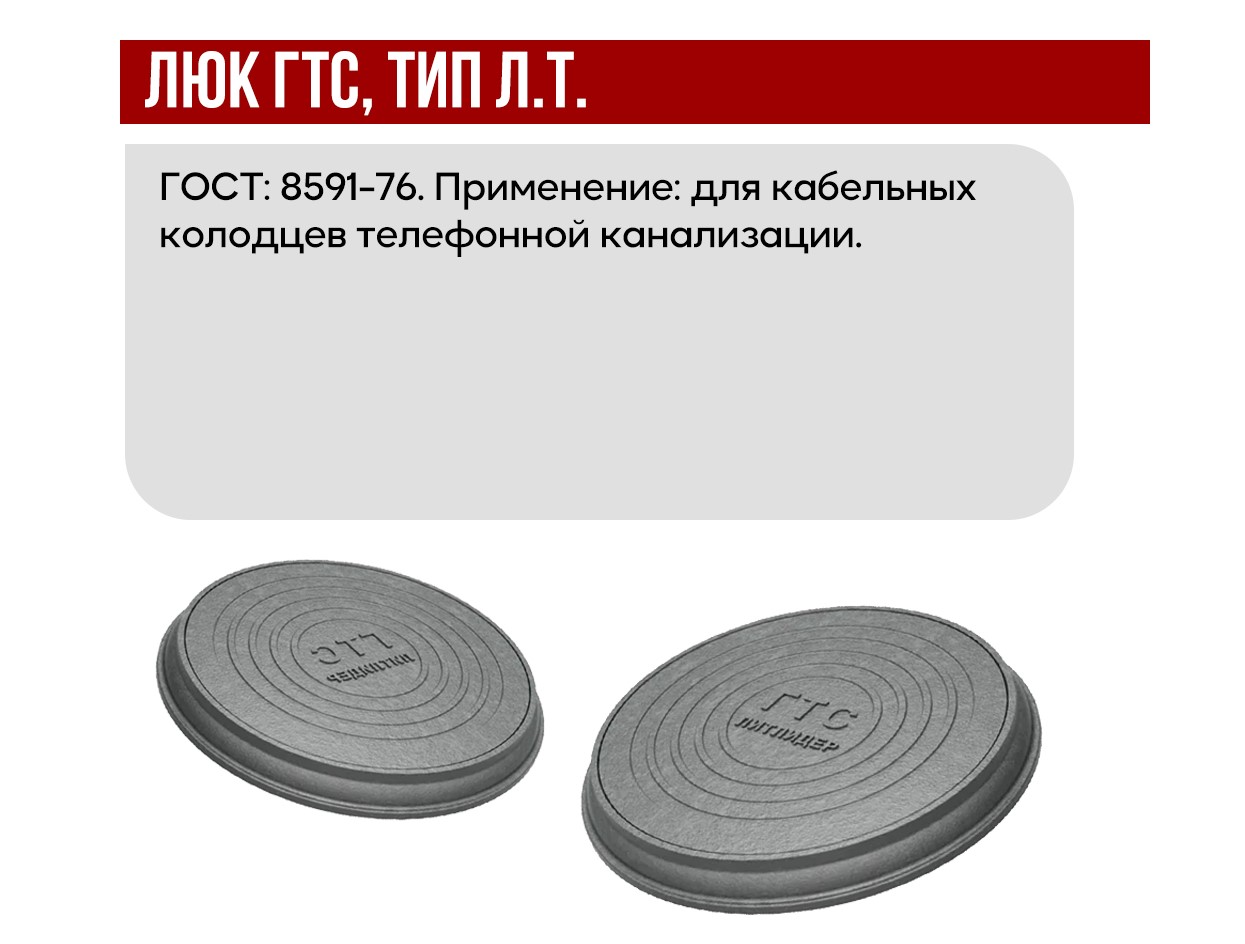 ЛЮК ГТС, ТИП Л.Т.
ГОСТ: 8591-76. Применение: для кабельных
колодцев телефонной канализации.
ГТС
ЛИТЛИДЕР
ГТС
ЛИТЛИДЕР